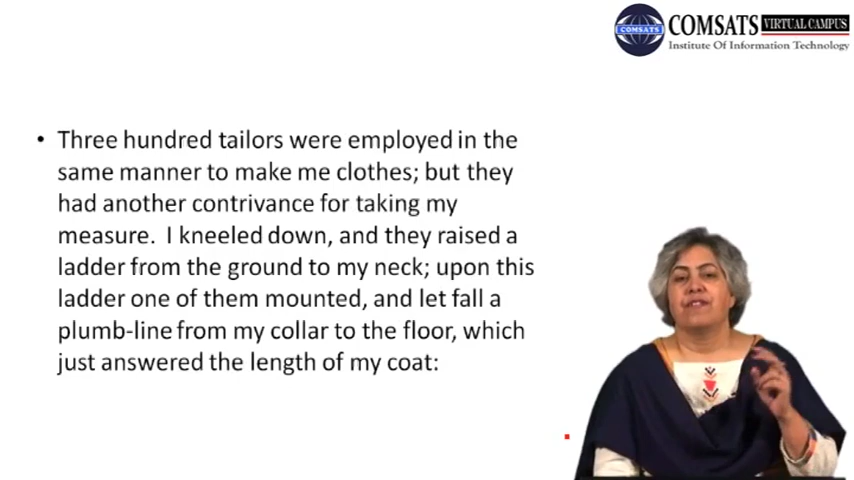 COMSATS VIRTUAL CAMPUS
COMSATS
Institute Of Information Technology
• Three hundred tailors were employed in the
same manner to make me clothes; but they
had another contrivance for taking my
measure. I kneeled down, and they raised a
ladder from the ground to my neck; upon this
ladder one of them mounted, and let fall a
plumb-line from my collar to the floor, which
just answered the length of my coat: